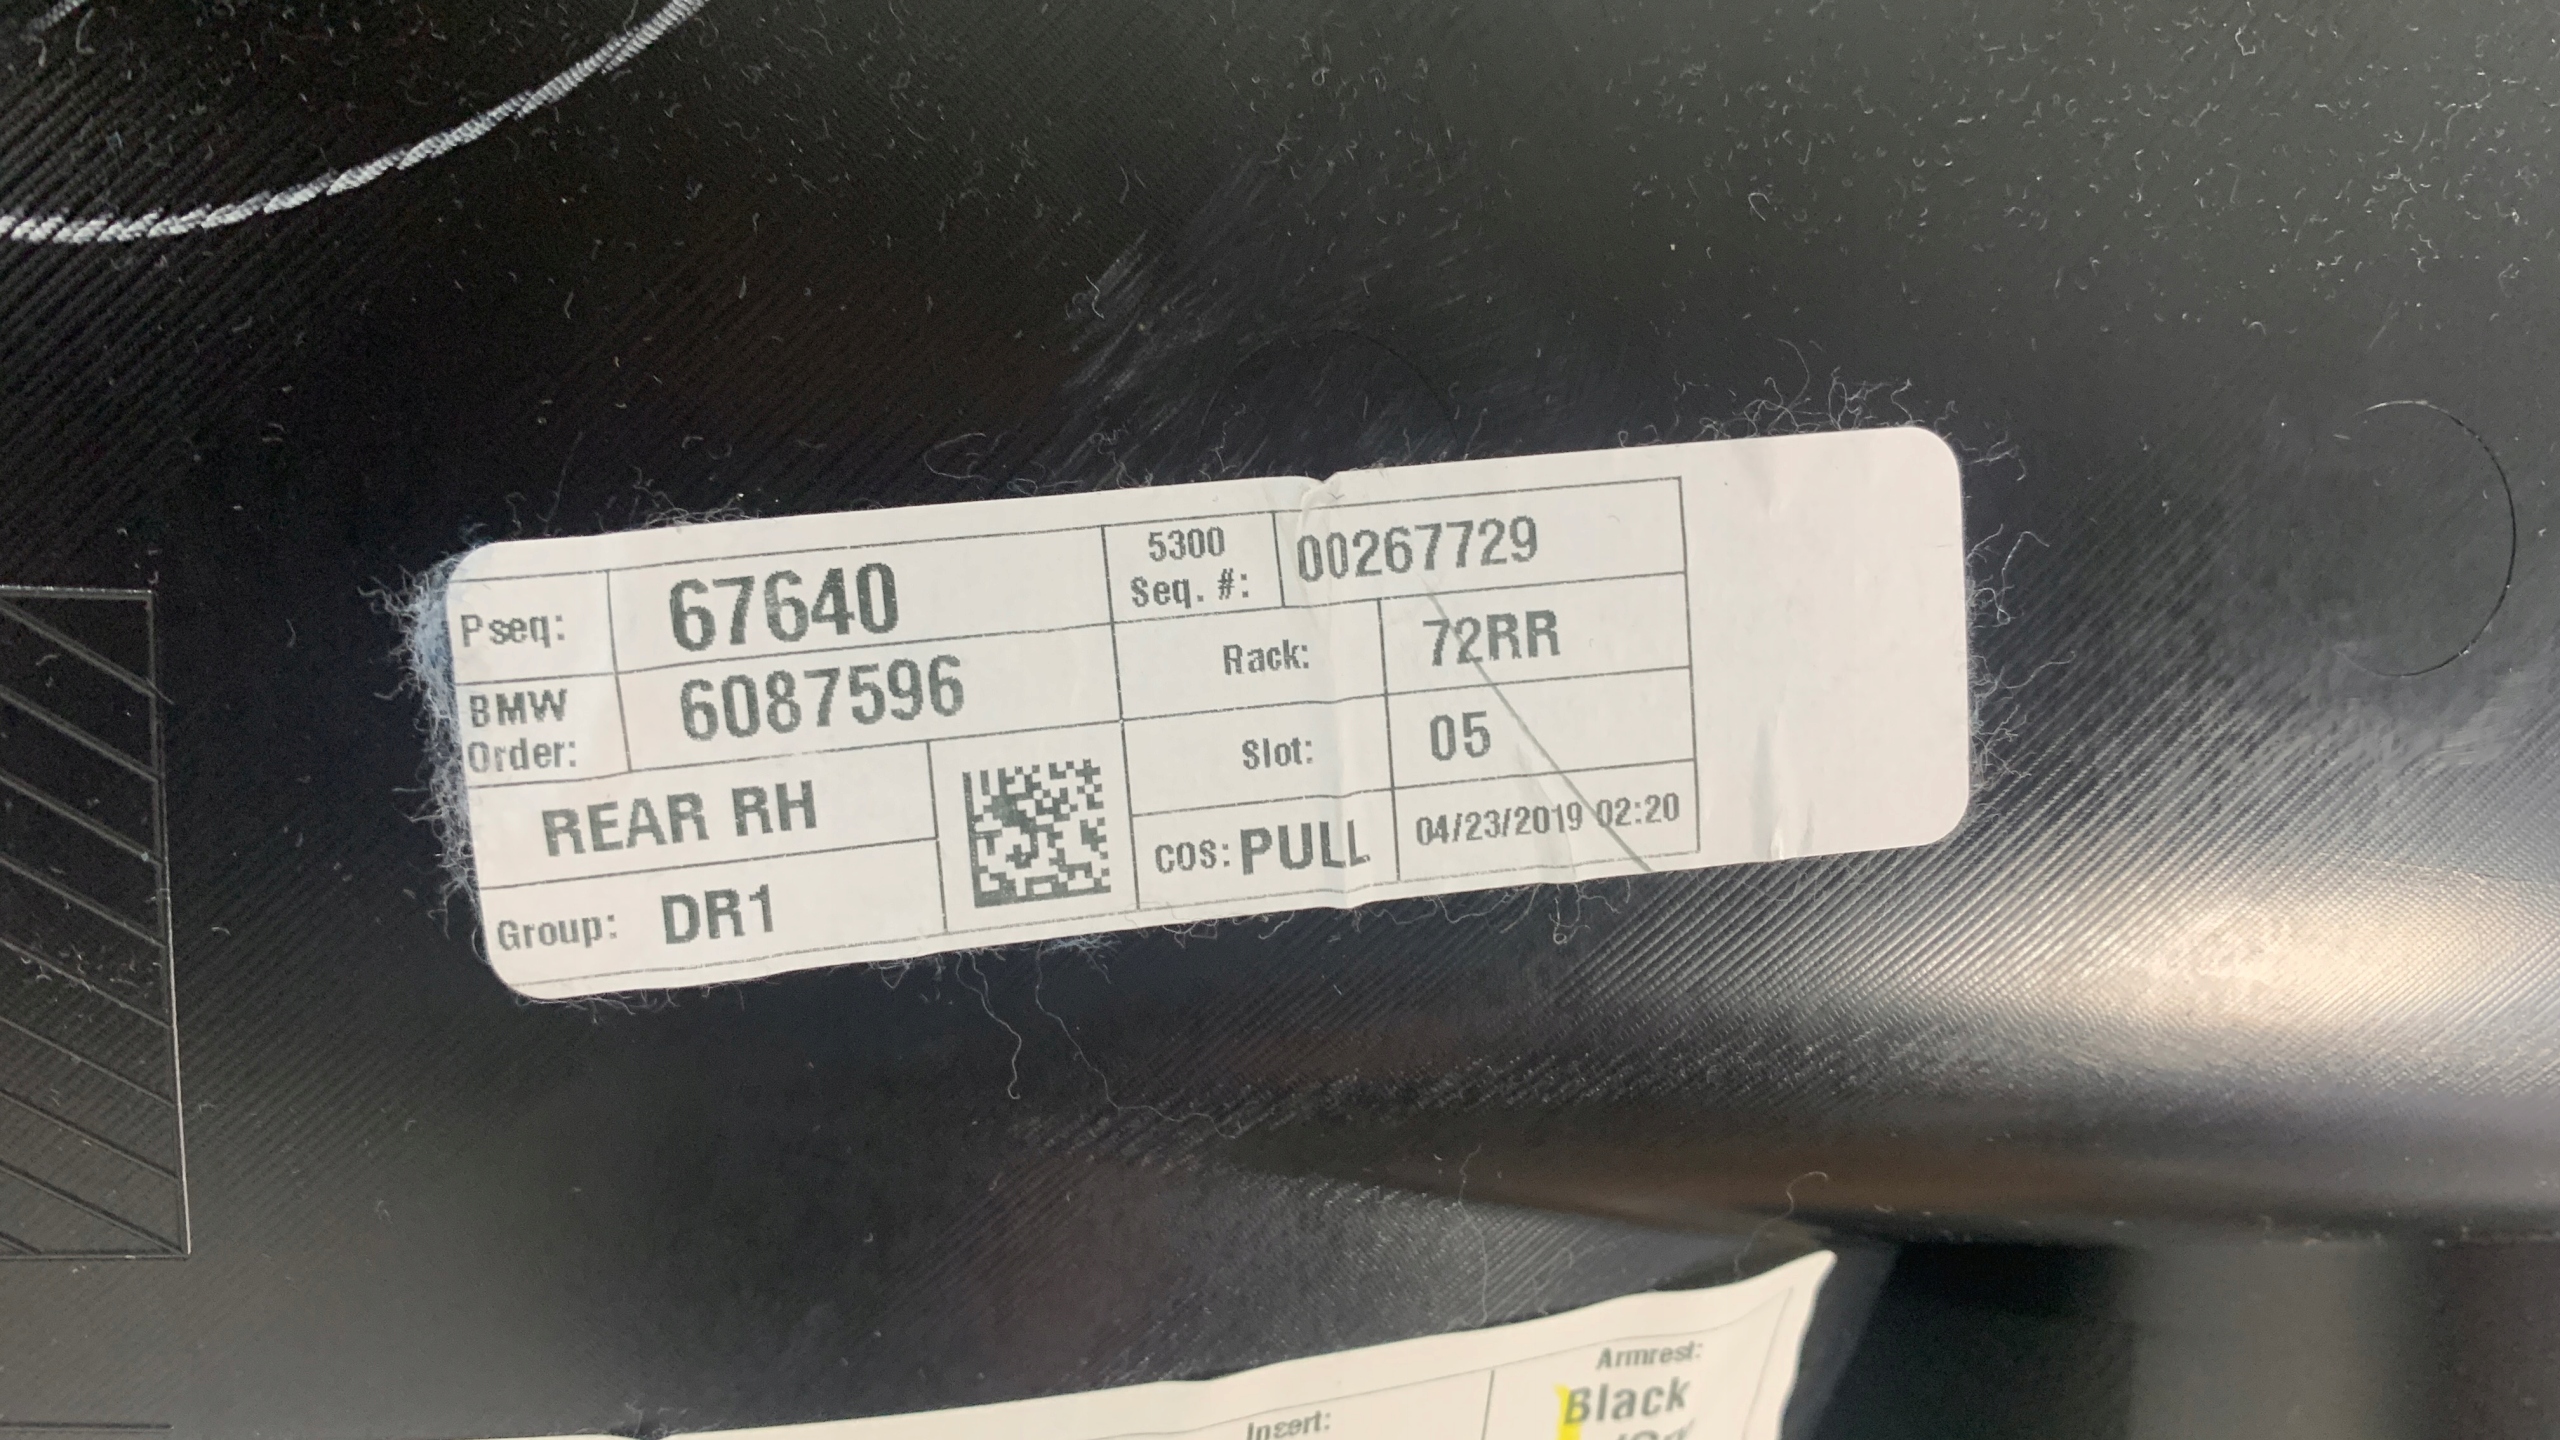 Pseq: 67640
5300 Seq. #: 00267729
BMW Order: 6087596
Rack: 72RR
REAR RH
Slot: 05
Group: DR1
COS: PULL 04/23/2019 02:20
Armrest:
Black
Insert: